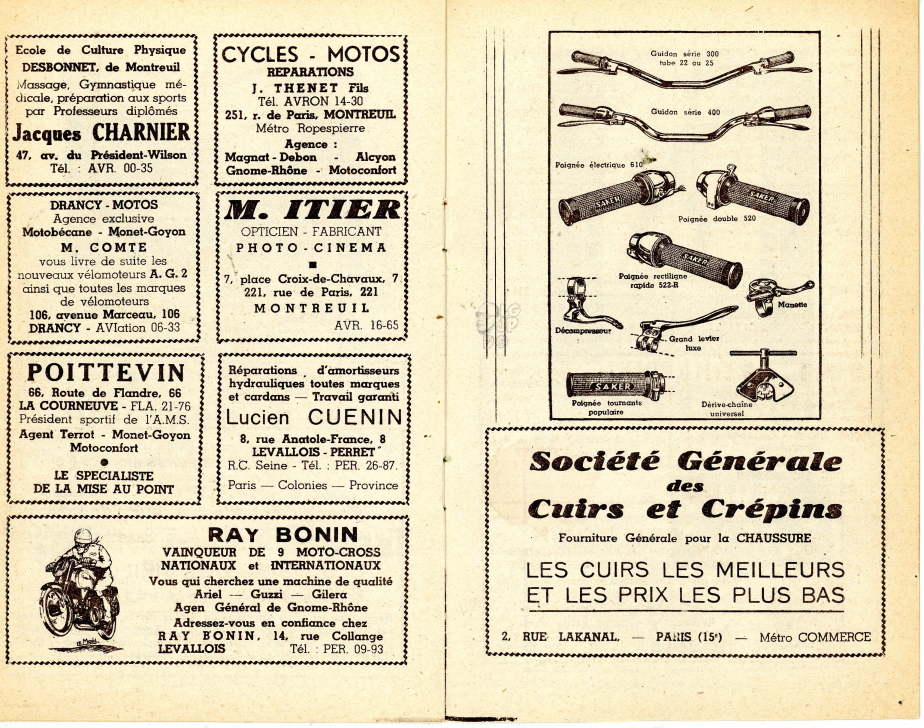 Ecole de Culture Physique
DESBONNET, de Montreuil
Massage, Gymnastique mé-
dicale, préparation aux sports
par Professeurs diplômés
Jacques CHARNIER
47, av. du Président-Wilson
Tél. : AVR. 00-35
CYCLES - MOTOS
REPARATIONS
J. THENET Fils
Tél. AVRON 14-30
251, r. de Paris, MONTREUIL
Métro Ropespierre
Agence :
Magnat-Debon - Alcyon
Gnome-Rhône - Motoconfort
DRANCY - MOTOS
Agence exclusive
Motobécane - Monet-Goyon
M. COMTE
vous livre de suite les
nouveaux vélomoteurs A.G.2
ainsi que toutes les marques
de vélomoteurs
106, avenue Marceau, 106
DRANCY - AVIation 06-33
M. ITIER
OPTICIEN - FABRICANT
PHOTO - CINEMA
7, place Croix-de-Chavaux, 7
221, rue de Paris, 221
MONTREUIL
AVR. 16-65
POITTEVIN
66, Route de Flandre, 66
LA COURNEUVE - FLA. 21-76
Président sportif de l'A.M.S.
Agent Terrot - Monet-Goyon
Motoconfort
LE SPECIALISTE
DE LA MISE AU POINT
Réparations d'amortisseurs
hydrauliques toutes marques
et cardans — Travail garanti
Lucien CUENIN
8, rue Anatole-France, 8
LEVALLOIS - PERRET
R.C. Seine - Tél. : PER. 26-87.
Paris — Colonies — Province
RAY BONIN
VAINQUEUR DE 9 MOTO-CROSS
NATIONAUX et INTERNATIONAUX
Vous qui cherchez une machine de qualité
Ariel — Guzzi — Gilera
Agen Général de Gnome-Rhône
Adressez-vous en confiance chez
RAY BONIN, 14, rue Collange
LEVALLOIS Tél. : PER. 09-93
Guidon série 300
tube 22 ou 25
Guidon série 400
Poignée électrique 610
SAKER
SAKER
Poignée double 520
SAKER
Poignée rectiligne
rapide 522-R
Manette
Décompresseur
Grand levier
luxe
SAKER
Poignée tournante
populaire
Dérive-chaîne
universel
Société Générale
des
Cuirs et Crépins
Fourniture Générale pour la CHAUSSURE
LES CUIRS LES MEILLEURS
ET LES PRIX LES PLUS BAS
2, RUE LAKANAL, — PARIS (15e) — Métro COMMERCE